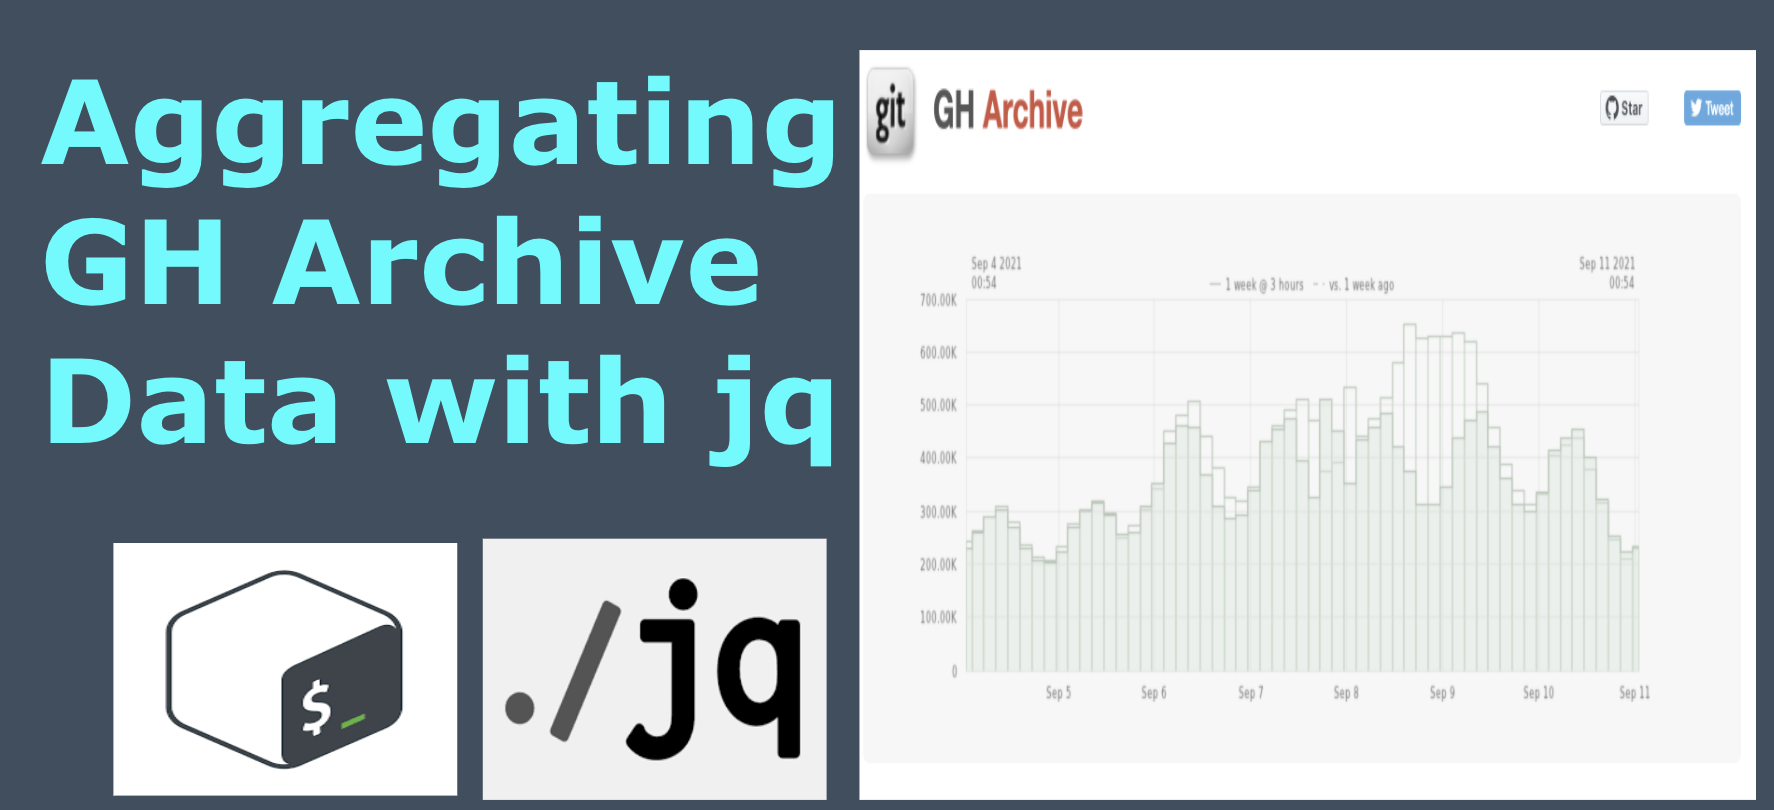 Aggregating
GH Archive
Data with jq
$_
./jq
git
GH Archive
Star
Tweet
Sep 4 2021
00:54
Sep 11 2021
00:54
— 1 week @ 3 hours - · vs. 1 week ago
700.00K
600.00K
500.00K
400.00K
300.00K
200.00K
100.00K
0
Sep 5
Sep 6
Sep 7
Sep 8
Sep 9
Sep 10
Sep 11